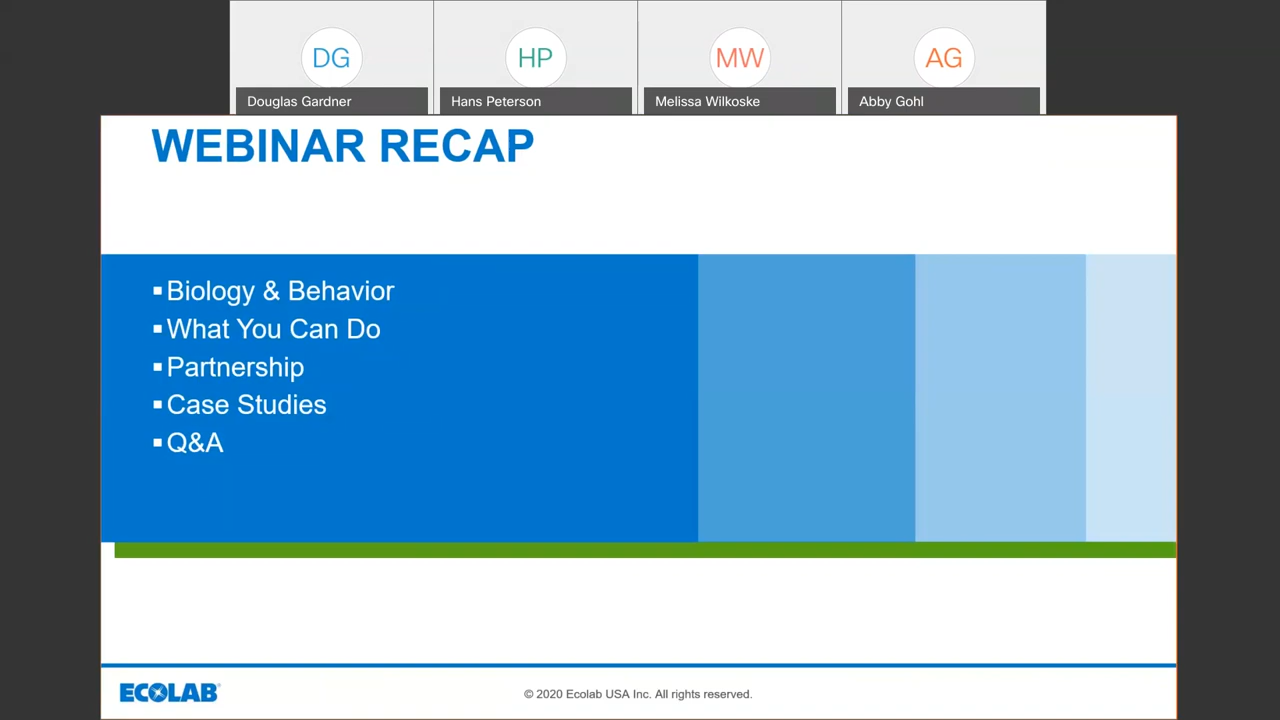 DG
HP
MW
AG
Douglas Gardner
Hans Peterson
Melissa Wilkoske
Abby Gohl
WEBINAR RECAP
▪Biology & Behavior
▪What You Can Do
▪Partnership
▪Case Studies
▪Q&A
ECOLAB®
© 2020 Ecolab USA Inc. All rights reserved.